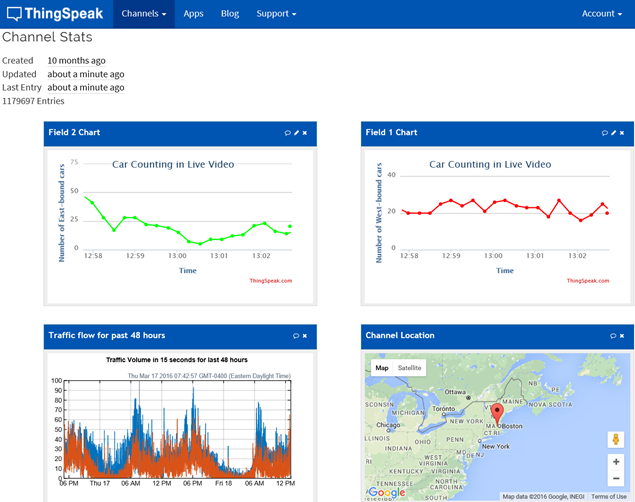 ThingSpeak Channels Apps Blog Support Account
Channel Stats
Created 10 months ago
Updated about a minute ago
Last Entry about a minute ago
1179697 Entries
Field 2 Chart
Car Counting in Live Video
Number of East-bound cars
75
50
25
0
12:58 12:59 13:00 13:01 13:02
Time
ThingSpeak.com
Field 1 Chart
Car Counting in Live Video
Number of West-bound cars
40
20
0
12:58 12:59 13:00 13:01 13:02
Time
ThingSpeak.com
Traffic flow for past 48 hours
Traffic Volume in 15 seconds for last 48 hours
Thu Mar 17 2016 07:42:57 GMT-0400 (Eastern Daylight Time)
100
90
80
70
60
50
40
30
20
10
0
06 PM Thu 17 06 AM 12 PM 06 PM Fri 18 06 AM 12 PM
Channel Location
Map Satellite
NB
PE
Ottawa
MAINE
NOVA SCOTIA
WISCONSIN
MICHIGAN
Toronto
VT
NH
NEW YORK
MA
Boston
Chicago
CT RI
ILLINOIS
INDIANA
OHIO
PENN
New York
NJ
WEST VIRGINIA
KENTUCKY
VIRGINIA
TENNESSEE
NORTH
Google
Map data ©2016 Google, INEGI Terms of Use